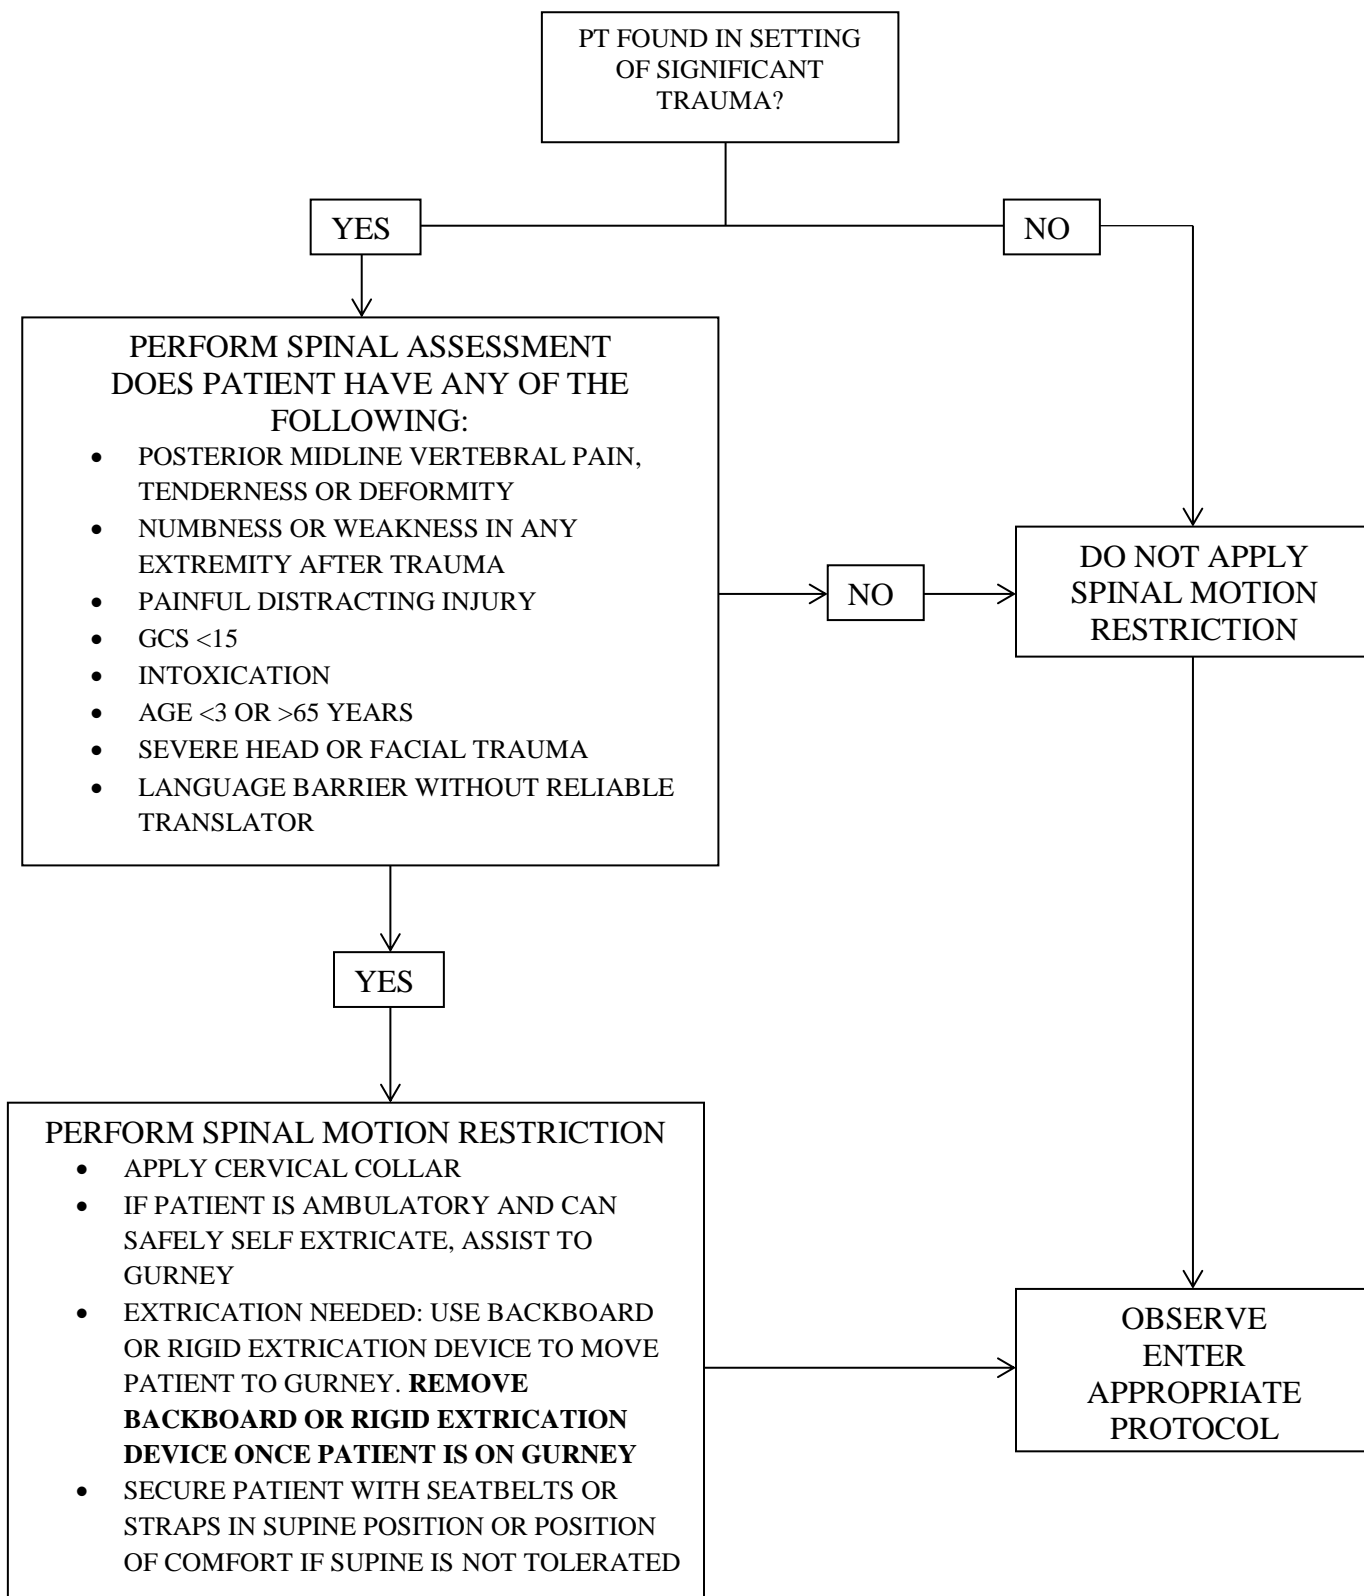 PT FOUND IN SETTING
OF SIGNIFICANT
TRAUMA?
YES
NO
PERFORM SPINAL ASSESSMENT
DOES PATIENT HAVE ANY OF THE
FOLLOWING:
• POSTERIOR MIDLINE VERTEBRAL PAIN,
TENDERNESS OR DEFORMITY
• NUMBNESS OR WEAKNESS IN ANY
EXTREMITY AFTER TRAUMA
• PAINFUL DISTRACTING INJURY
• GCS <15
• INTOXICATION
• AGE <3 OR >65 YEARS
• SEVERE HEAD OR FACIAL TRAUMA
• LANGUAGE BARRIER WITHOUT RELIABLE
TRANSLATOR
NO
DO NOT APPLY
SPINAL MOTION
RESTRICTION
YES
PERFORM SPINAL MOTION RESTRICTION
• APPLY CERVICAL COLLAR
• IF PATIENT IS AMBULATORY AND CAN
SAFELY SELF EXTRICATE, ASSIST TO
GURNEY
• EXTRICATION NEEDED: USE BACKBOARD
OR RIGID EXTRICATION DEVICE TO MOVE
PATIENT TO GURNEY. REMOVE
BACKBOARD OR RIGID EXTRICATION
DEVICE ONCE PATIENT IS ON GURNEY
• SECURE PATIENT WITH SEATBELTS OR
STRAPS IN SUPINE POSITION OR POSITION
OF COMFORT IF SUPINE IS NOT TOLERATED
OBSERVE
ENTER
APPROPRIATE
PROTOCOL